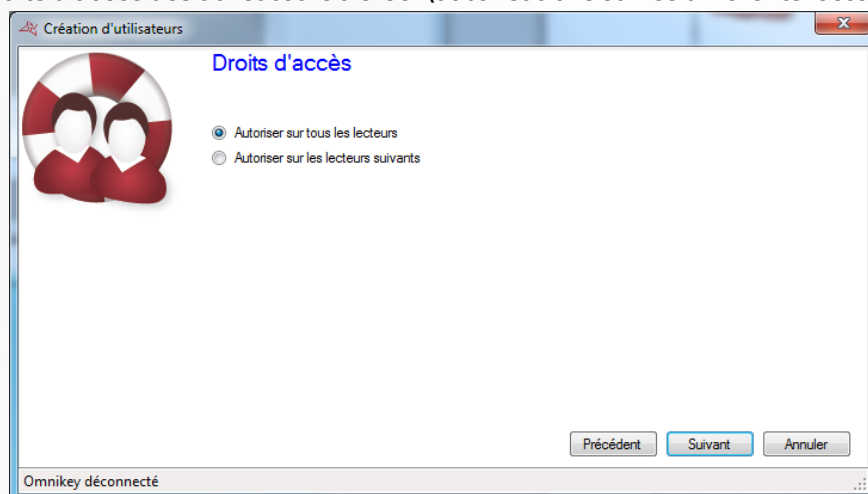 Création d'utilisateurs
Droits d'accès
Autoriser sur tous les lecteurs
Autoriser sur les lecteurs suivants
Précédent Suivant Annuler
Omnikey déconnecté